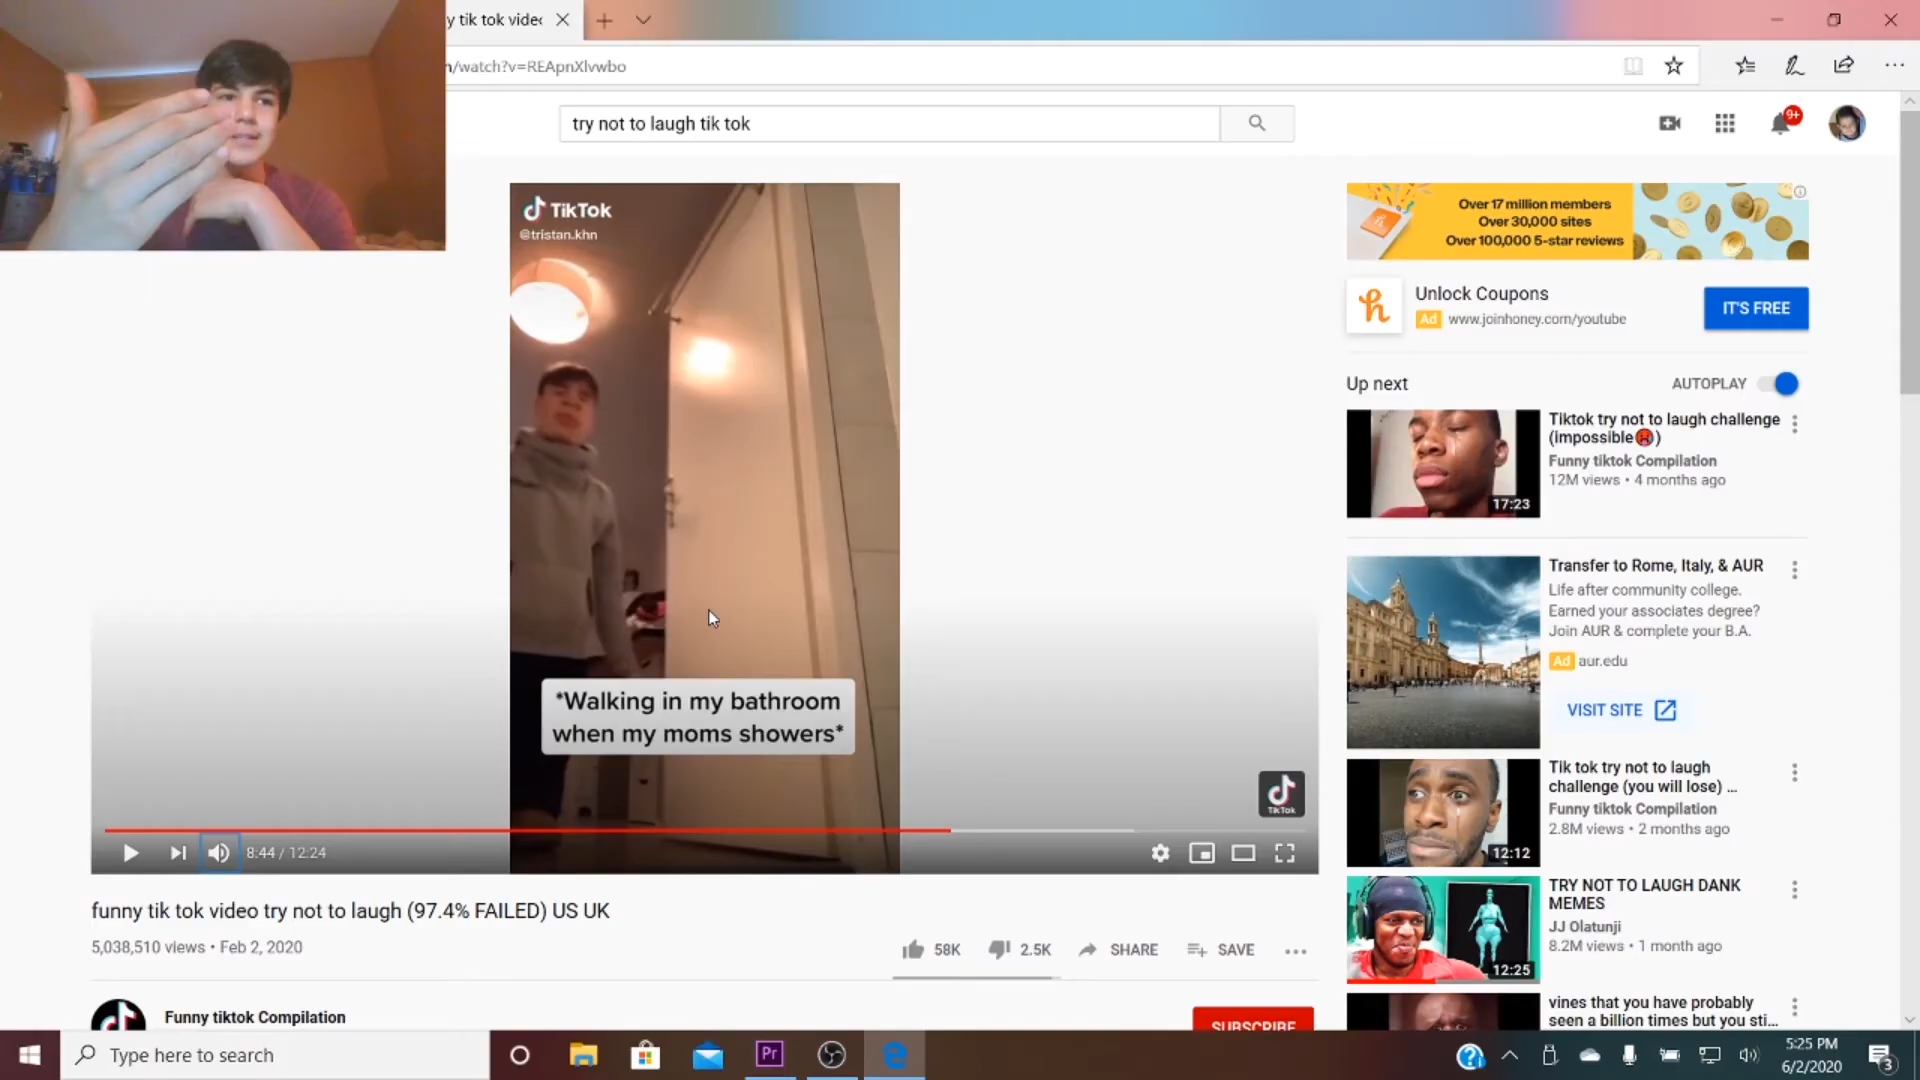 y tik tok vide
/watch?v=REApnXlvwbo
try not to laugh tik tok
9+
TikTok
@tristan.khn
*Walking in my bathroom
when my moms showers*
TikTok
8:44 / 12:24
funny tik tok video try not to laugh (97.4% FAILED) US UK
5,038,510 views • Feb 2, 2020
58K
2.5K
SHARE
SAVE
Funny tiktok Compilation
SUBSCRIBE
Over 17 million members
Over 30,000 sites
Over 100,000 5-star reviews
Unlock Coupons
Ad www.joinhoney.com/youtube
IT'S FREE
Up next
AUTOPLAY
Tiktok try not to laugh challenge
(impossible😡)
Funny tiktok Compilation
12M views • 4 months ago
17:23
Transfer to Rome, Italy, & AUR
Life after community college.
Earned your associates degree?
Join AUR & complete your B.A.
Ad aur.edu
VISIT SITE
Tik tok try not to laugh
challenge (you will lose) ...
Funny tiktok Compilation
2.8M views • 2 months ago
12:12
TRY NOT TO LAUGH DANK
MEMES
JJ Olatunji
8.2M views • 1 month ago
12:25
vines that you have probably
seen a billion times but you sti...
Type here to search
Pr
5:25 PM
6/2/2020
3